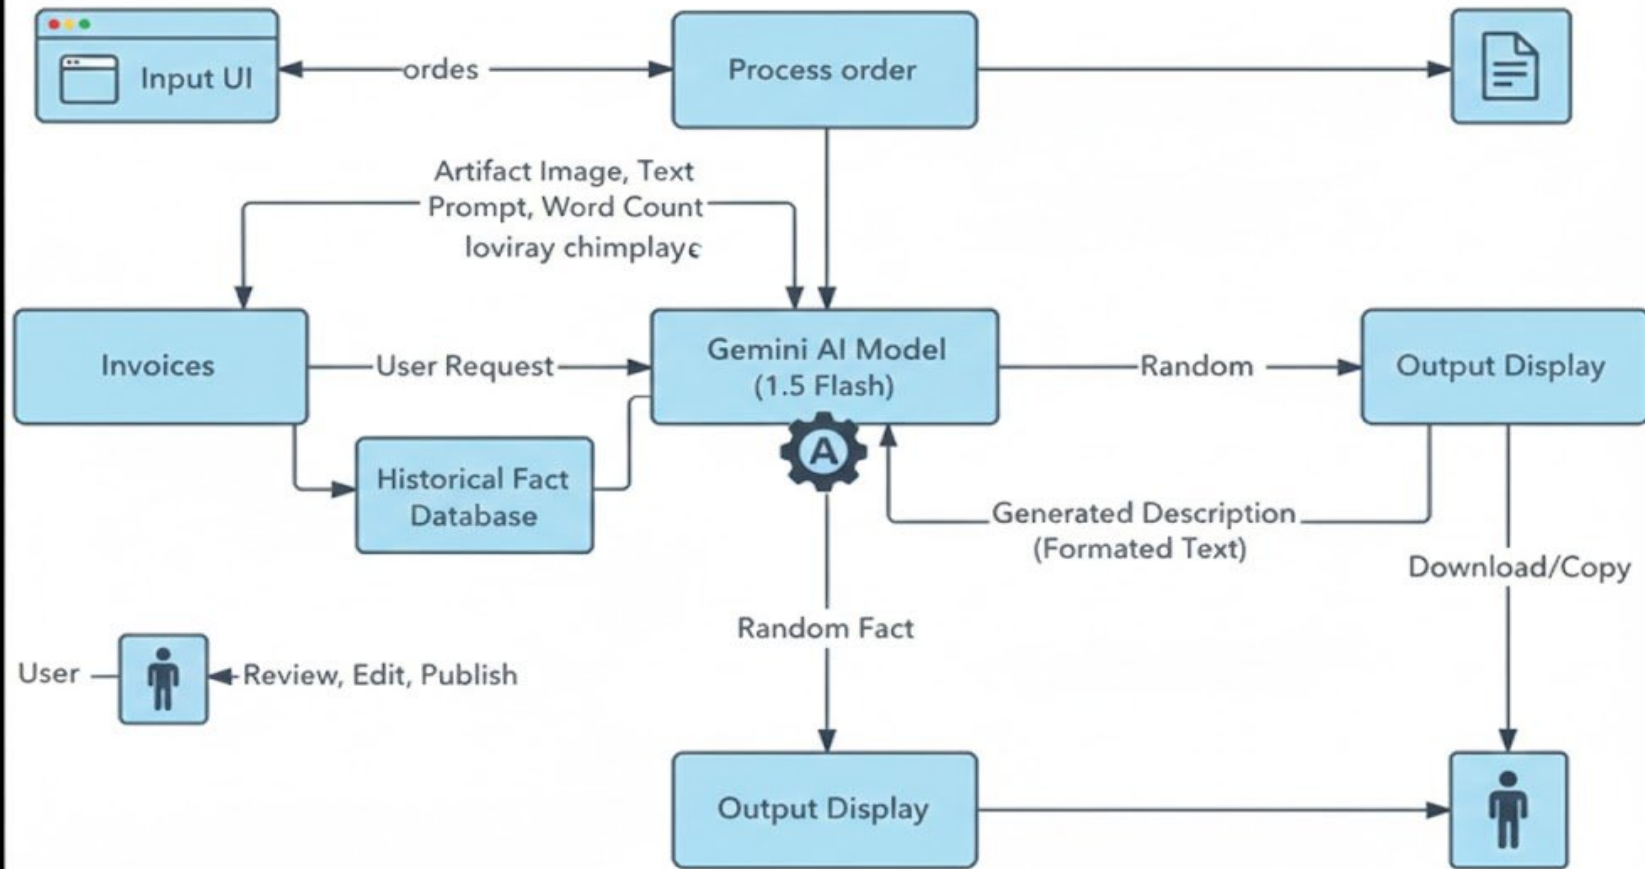 Input UI
ordes
Process order
Artifact Image, Text
Prompt, Word Count
loviray chimplaye
Invoices
User Request
Gemini AI Model
(1.5 Flash)
Random
Output Display
A
Historical Fact
Database
Generated Description
(Formated Text)
Download/Copy
Random Fact
User
Review, Edit, Publish
Output Display